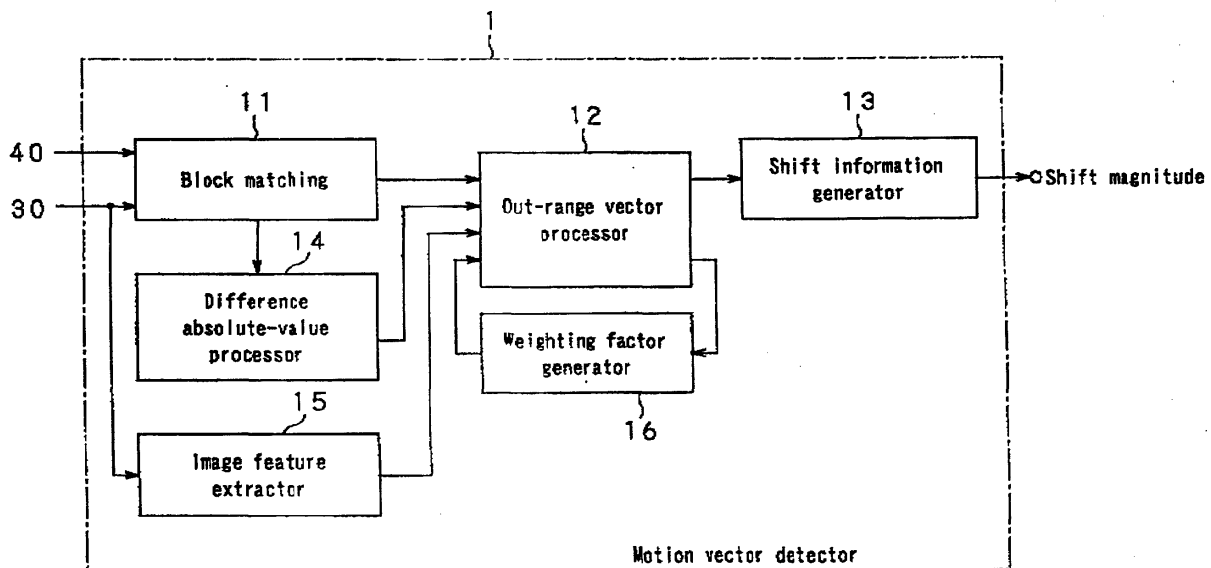 1
11
40
Block matching
30
12
Out-range vector
processor
13
Shift information
generator
Shift magnitude
14
Difference
absolute-value
processor
Weighting factor
generator
16
15
Image feature
extractor
Motion vector detector